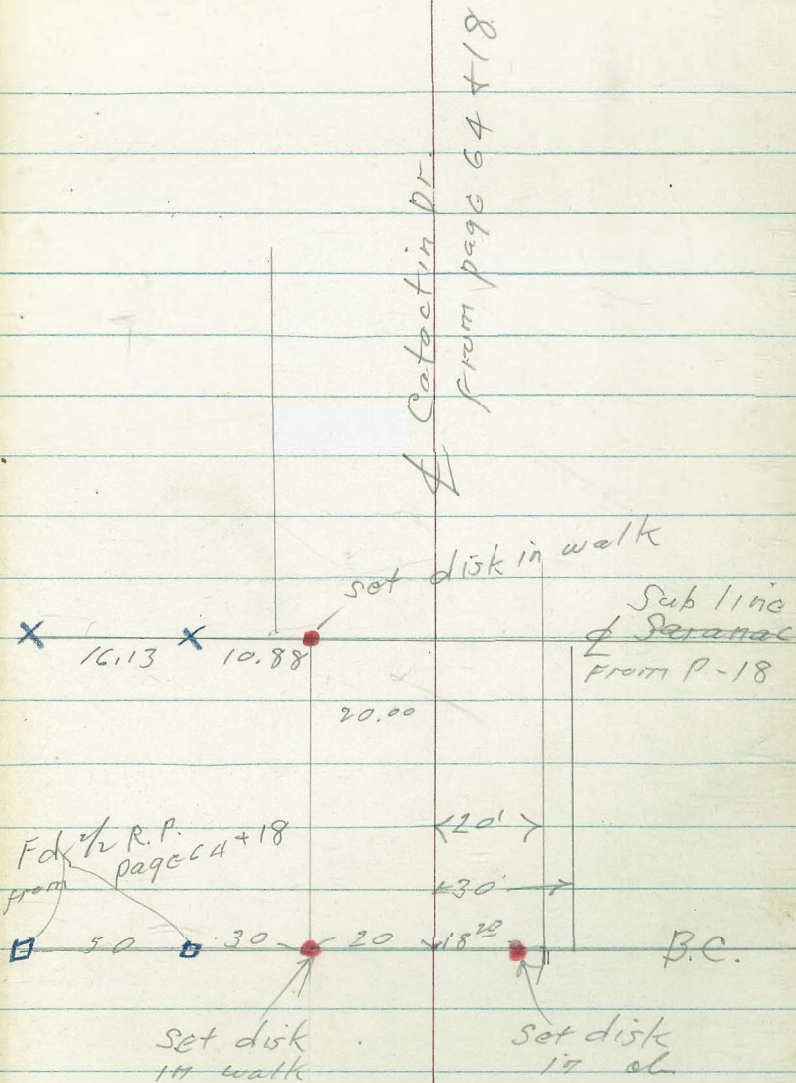 ℄ Catoctin Dr.
from page 64 + 18
set disk in walk
Sub line
℄ Saranac
From P-18
16.13 10.88
20.00
20'
30'
Fd. R.P.
from page 64 + 18
50 30 20 18 20 B.C.
Set disk
in walk
Set disk
in